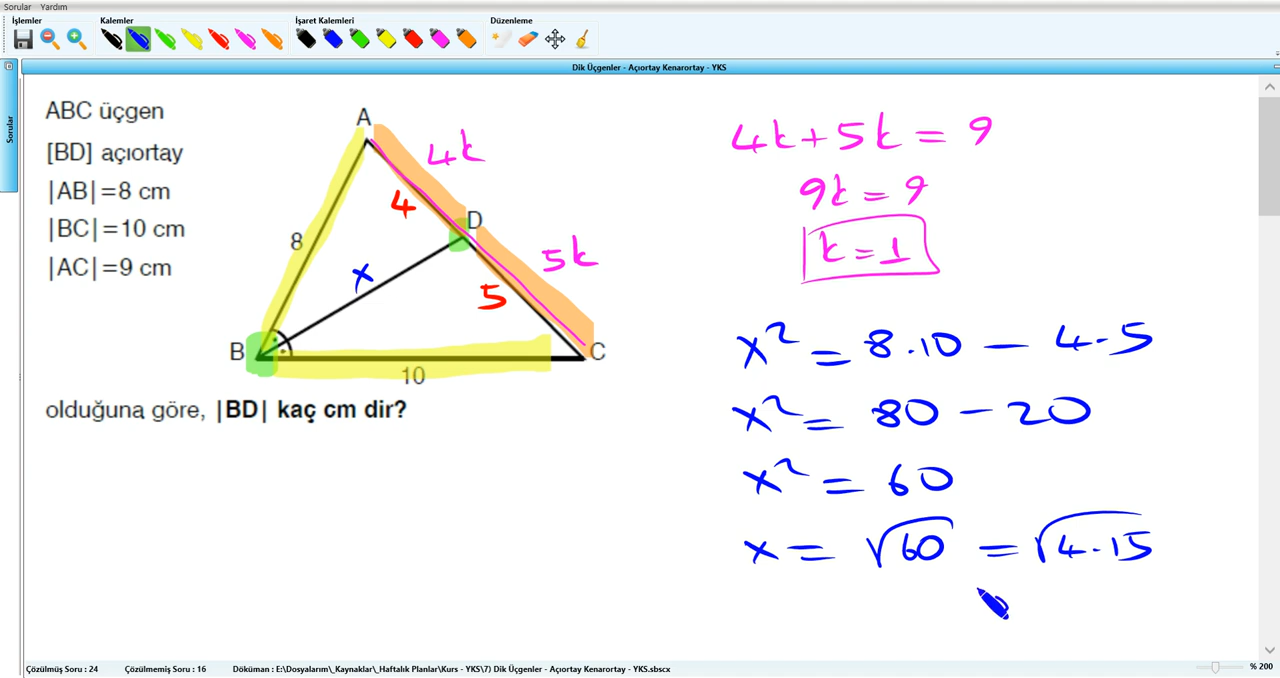 Sorular Yardım
İşlemler Kalemler İşaret Kalemleri Düzenleme
Dik Üçgenler - Açıortay Kenarortay - YKS
Sorular
ABC üçgen
[BD] açıortay
|AB|=8 cm
|BC|=10 cm
|AC|=9 cm
A
4k
4
D
8
x
5k
5
B
C
10
olduğuna göre, |BD| kaç cm dir?
4k+5k = 9
9k = 9
k = 1
x² = 8.10 - 4.5
x² = 80 - 20
x² = 60
x = √60 = √4.15
Çözülmüş Soru : 24 Çözülmemiş Soru : 16 Döküman : E:\Dosyalarım\_Kaynaklar\_Haftalık Planlar\Kurs - YKS\7) Dik Üçgenler - Açıortay Kenarortay - YKS.sbscx % 200